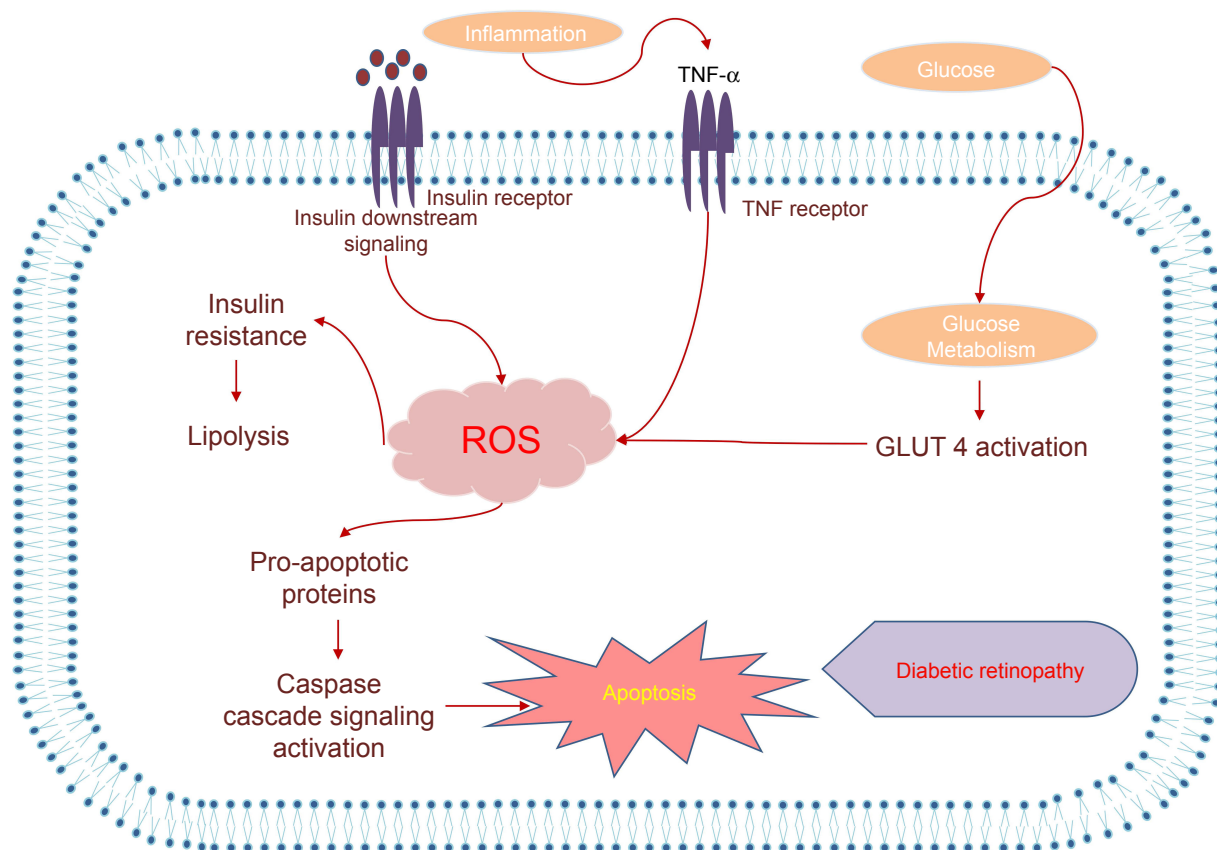 Inflammation
TNF-α
Glucose
Insulin receptor
Insulin downstream
signaling
TNF receptor
Insulin
resistance
Glucose
Metabolism
Lipolysis
ROS
GLUT 4 activation
Pro-apoptotic
proteins
Caspase
cascade signaling
activation
Apoptosis
Diabetic retinopathy